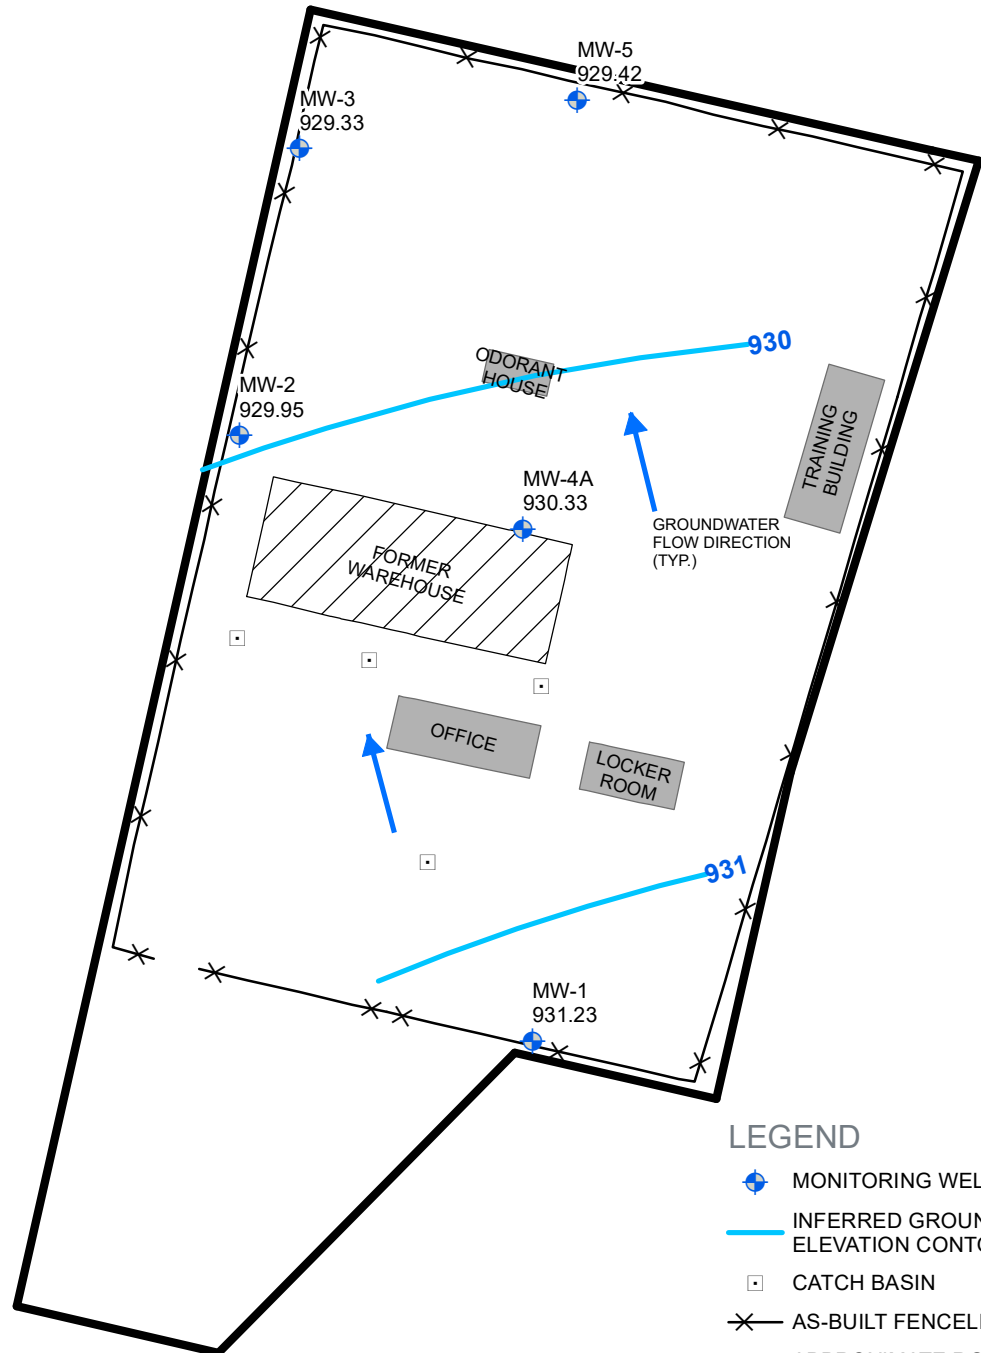 MW-5
929.42
MW-3
929.33
930
ODORANT
HOUSE
MW-2
929.95
TRAINING
BUILDING
MW-4A
930.33
GROUNDWATER
FLOW DIRECTION
(TYP.)
FORMER
WAREHOUSE
OFFICE
LOCKER
ROOM
931
MW-1
931.23
LEGEND
MONITORING WEL
INFERRED GROUN
ELEVATION CONTO
CATCH BASIN
AS-BUILT FENCELI